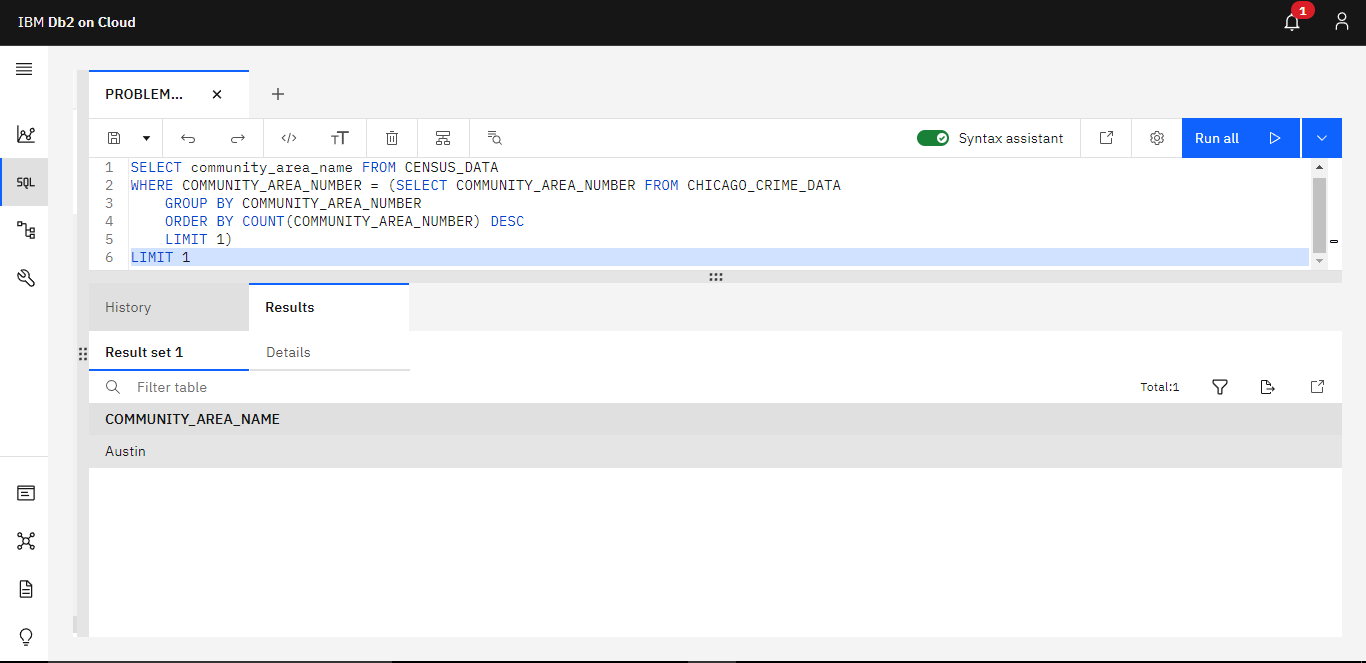 IBM Db2 on Cloud
1
PROBLEM...
SQL
Syntax assistant
Run all
1 SELECT community_area_name FROM CENSUS_DATA
2 WHERE COMMUNITY_AREA_NUMBER = (SELECT COMMUNITY_AREA_NUMBER FROM CHICAGO_CRIME_DATA
3 GROUP BY COMMUNITY_AREA_NUMBER
4 ORDER BY COUNT(COMMUNITY_AREA_NUMBER) DESC
5 LIMIT 1)
6 LIMIT 1
History
Results
Result set 1
Details
Filter table
Total:1
COMMUNITY_AREA_NAME
Austin